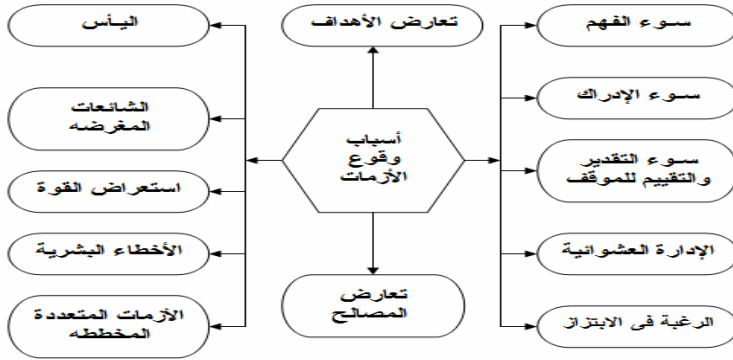 سوء الفهم
سوء الإدراك
سوء التقدير
والتقييم للموقف
الإدارة العشوائية
الرغبة فى الابتزاز
تعارض الأهداف
أسباب
وقوع
الأزمات
تعارض
المصالح
اليأس
الشائعات
المغرضه
استعراض القوة
الأخطاء البشرية
الأزمات المتعددة
المخططه